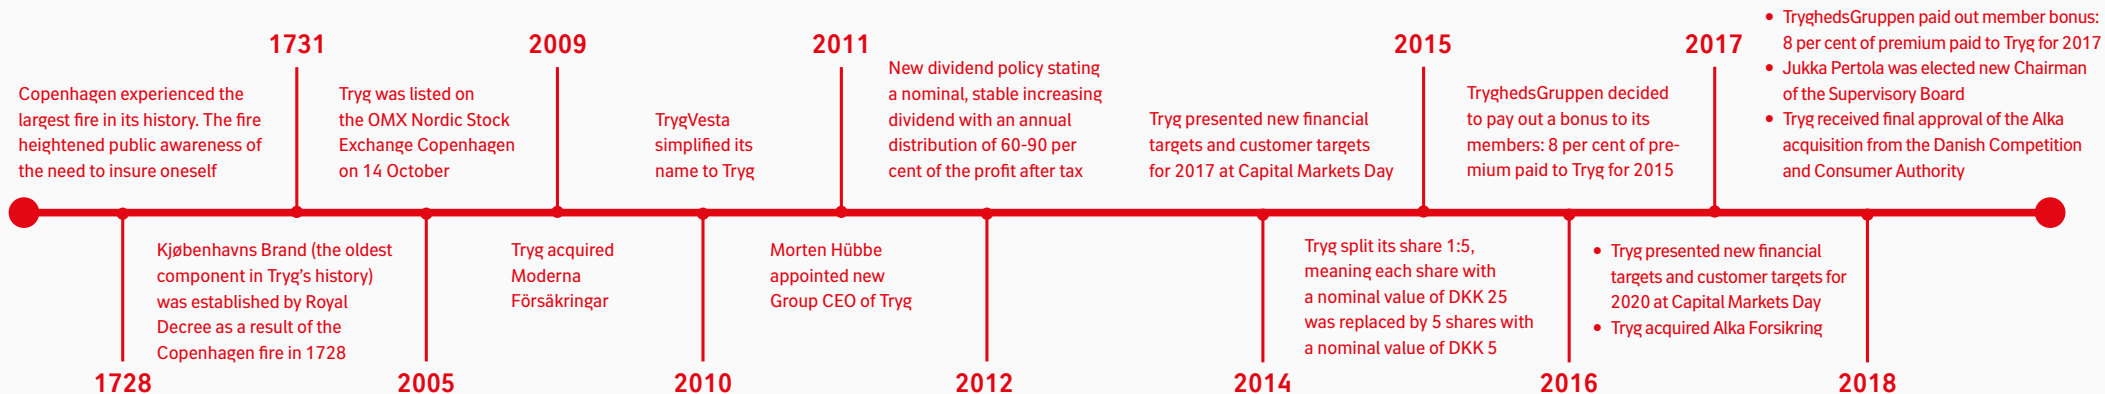 Copenhagen experienced the
largest fire in its history. The fire
heightened public awareness of
the need to insure oneself
1728
1731
Kjøbenhavns Brand (the oldest
component in Tryg's history)
was established by Royal
Decree as a result of the
Copenhagen fire in 1728
Tryg was listed on
the OMX Nordic Stock
Exchange Copenhagen
on 14 October
2005
2009
Tryg acquired
Moderna
Försäkringar
TrygVesta
simplified its
name to Tryg
2010
2011
Morten Hübbe
appointed new
Group CEO of Tryg
New dividend policy stating
a nominal, stable increasing
dividend with an annual
distribution of 60-90 per
cent of the profit after tax
2012
Tryg presented new financial
targets and customer targets
for 2017 at Capital Markets Day
2014
2015
Tryg split its share 1:5,
meaning each share with
a nominal value of DKK 25
was replaced by 5 shares with
a nominal value of DKK 5
TryghedsGruppen decided
to pay out a bonus to its
members: 8 per cent of pre-
mium paid to Tryg for 2015
2016
2017
• Tryg presented new financial
targets and customer targets for
2020 at Capital Markets Day
• Tryg acquired Alka Forsikring
• TryghedsGruppen paid out member bonus:
8 per cent of premium paid to Tryg for 2017
• Jukka Pertola was elected new Chairman
of the Supervisory Board
• Tryg received final approval of the Alka
acquisition from the Danish Competition
and Consumer Authority
2018